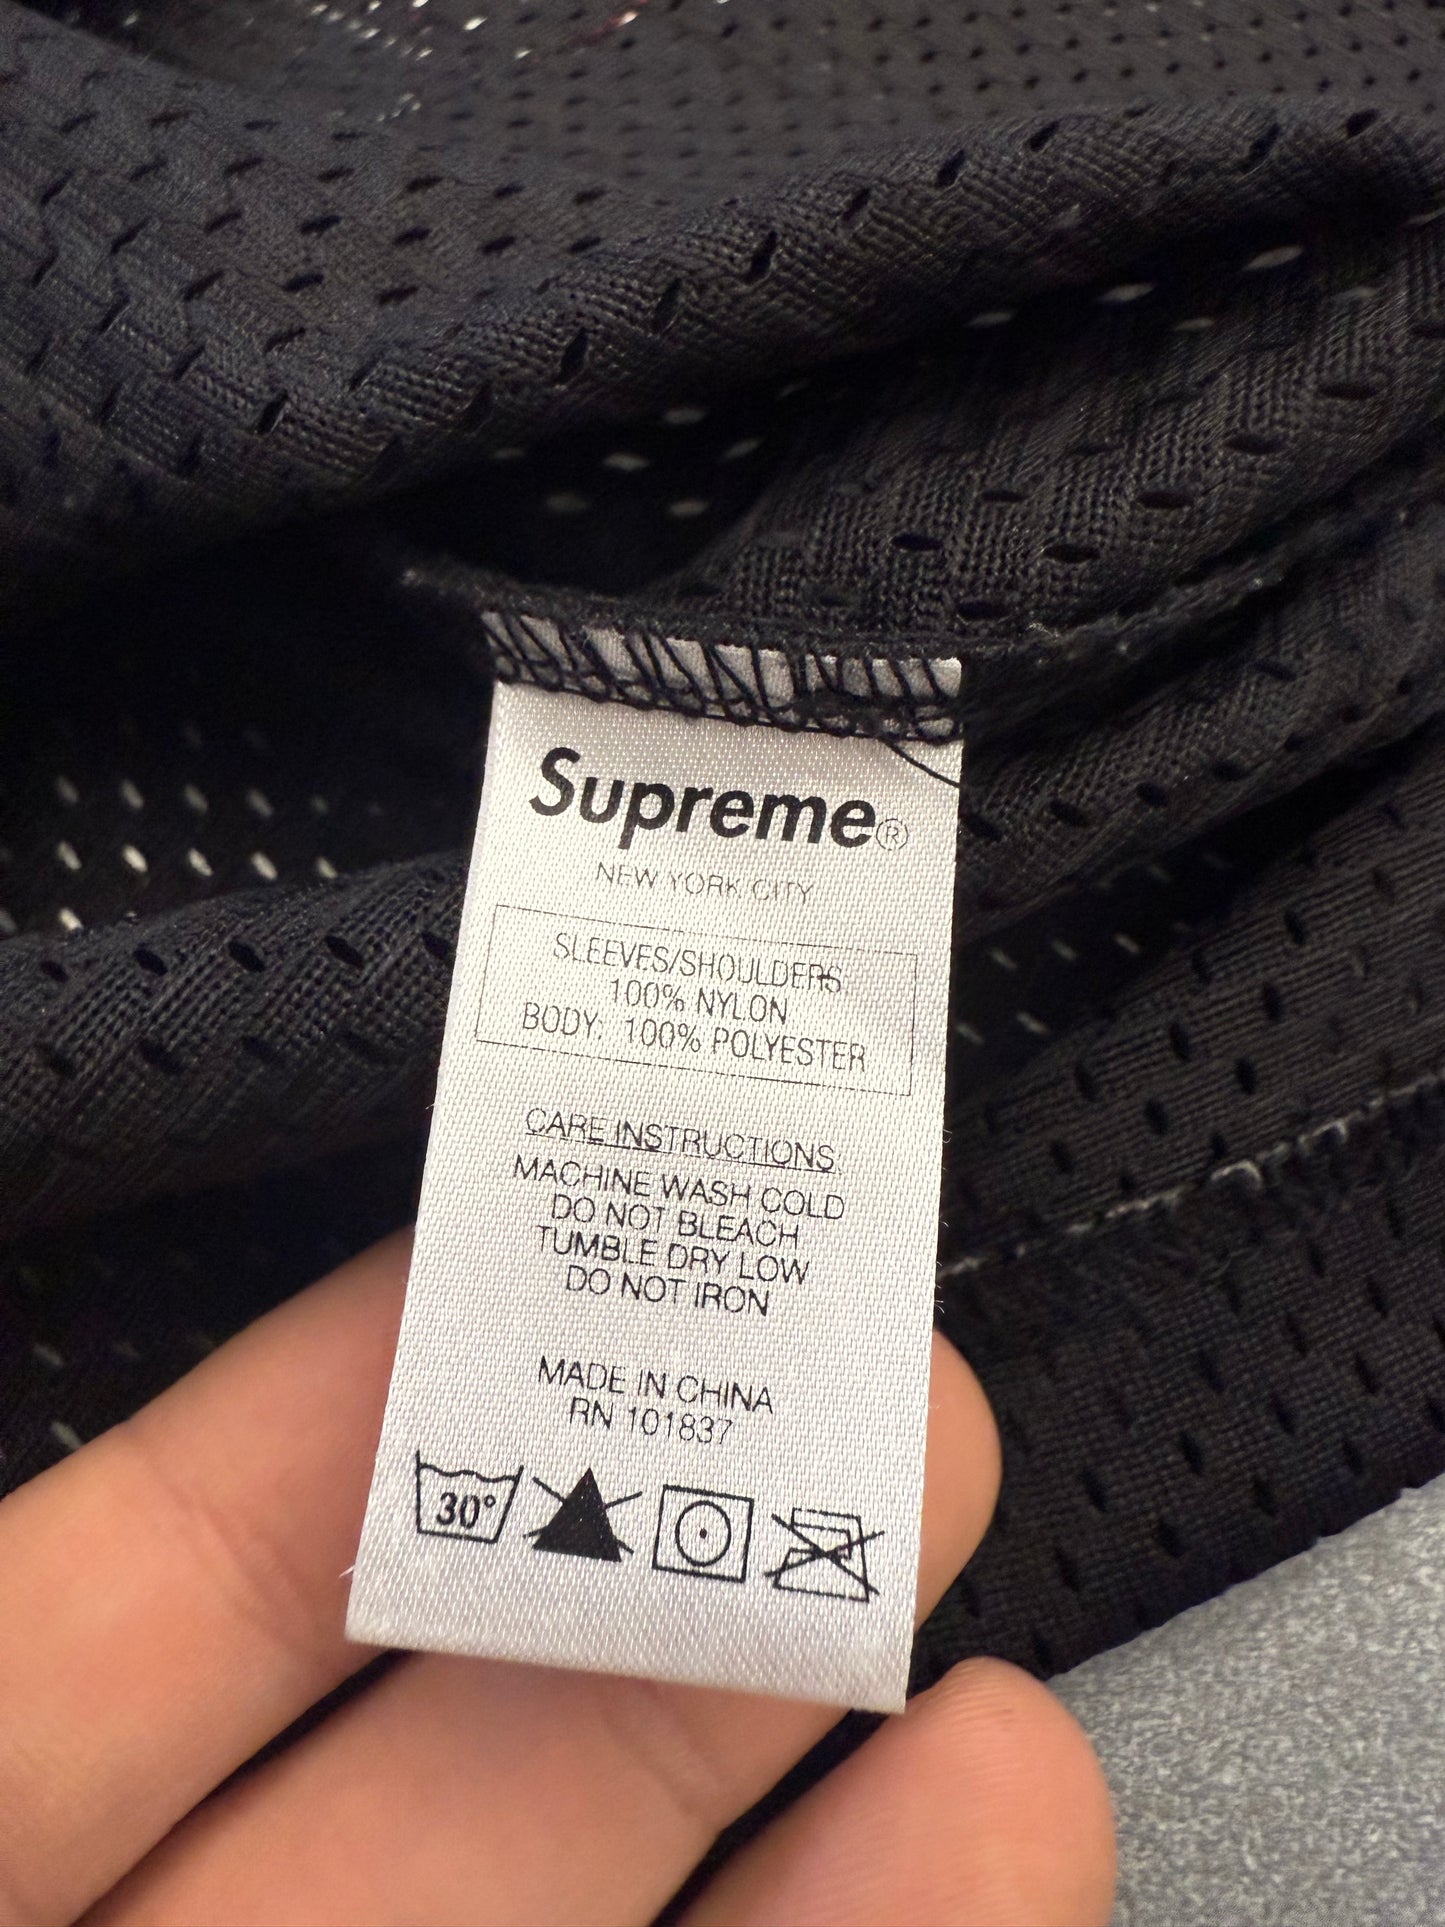 Supreme®
NEW YORK CITY
SLEEVES/SHOULDERS
100% NYLON
BODY: 100% POLYESTER
CARE INSTRUCTIONS
MACHINE WASH COLD
DO NOT BLEACH
TUMBLE DRY LOW
DO NOT IRON
MADE IN CHINA
RN 101837
30°